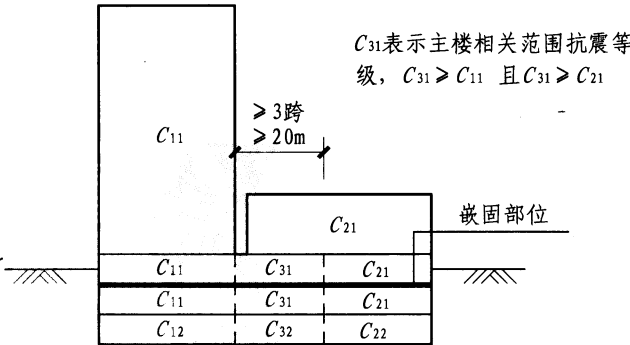 C31表示主楼相关范围抗震等
级，C31≥C11 且C31≥C21
≥3跨
≥20m
C11
C21
嵌固部位
C11 C31 C21
C11 C31 C21
C12 C32 C22